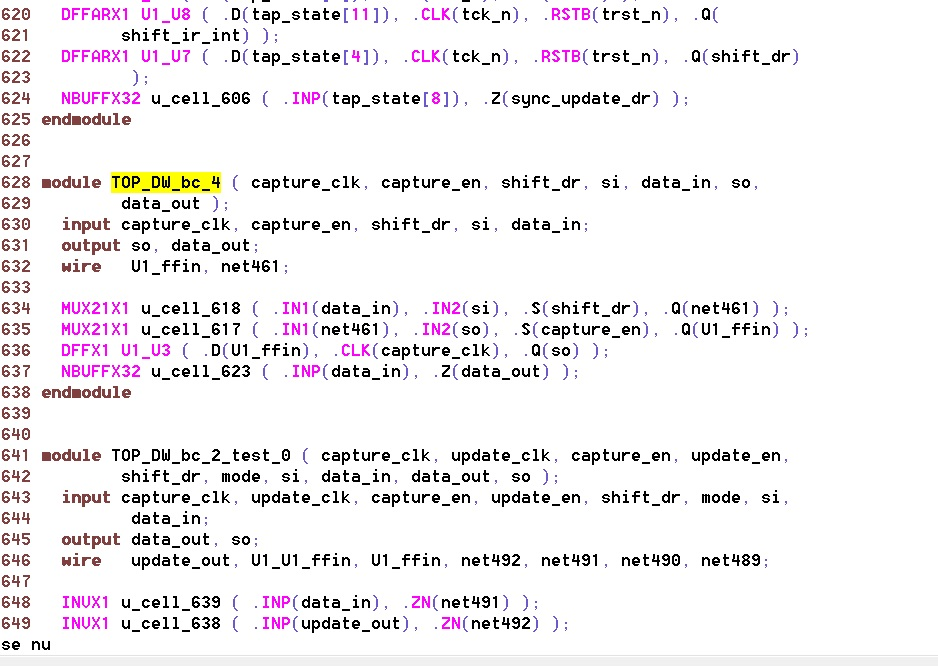 620 DFFARX1 U1_U8 ( .D(tap_state[11]), .CLK(tck_n), .RSTB(trst_n), .Q(
621 shift_ir_int) );
622 DFFARX1 U1_U7 ( .D(tap_state[4]), .CLK(tck_n), .RSTB(trst_n), .Q(shift_dr)
623 );
624 NBUFFX32 u_cell_606 ( .INP(tap_state[8]), .Z(sync_update_dr) );
625 endmodule
626
627
628 module TOP_DW_bc_4 ( capture_clk, capture_en, shift_dr, si, data_in, so,
629 data_out );
630 input capture_clk, capture_en, shift_dr, si, data_in;
631 output so, data_out;
632 wire U1_ffin, net461;
633
634 MUX21X1 u_cell_618 ( .IN1(data_in), .IN2(si), .S(shift_dr), .Q(net461) );
635 MUX21X1 u_cell_617 ( .IN1(net461), .IN2(so), .S(capture_en), .Q(U1_ffin) );
636 DFFX1 U1_U3 ( .D(U1_ffin), .CLK(capture_clk), .Q(so) );
637 NBUFFX32 u_cell_623 ( .INP(data_in), .Z(data_out) );
638 endmodule
639
640
641 module TOP_DW_bc_2_test_0 ( capture_clk, update_clk, capture_en, update_en,
642 shift_dr, mode, si, data_in, data_out, so );
643 input capture_clk, update_clk, capture_en, update_en, shift_dr, mode, si,
644 data_in;
645 output data_out, so;
646 wire update_out, U1_U1_ffin, U1_ffin, net492, net491, net490, net489;
647
648 INVX1 u_cell_639 ( .INP(data_in), .ZN(net491) );
649 INVX1 u_cell_638 ( .INP(update_out), .ZN(net492) );
se nu